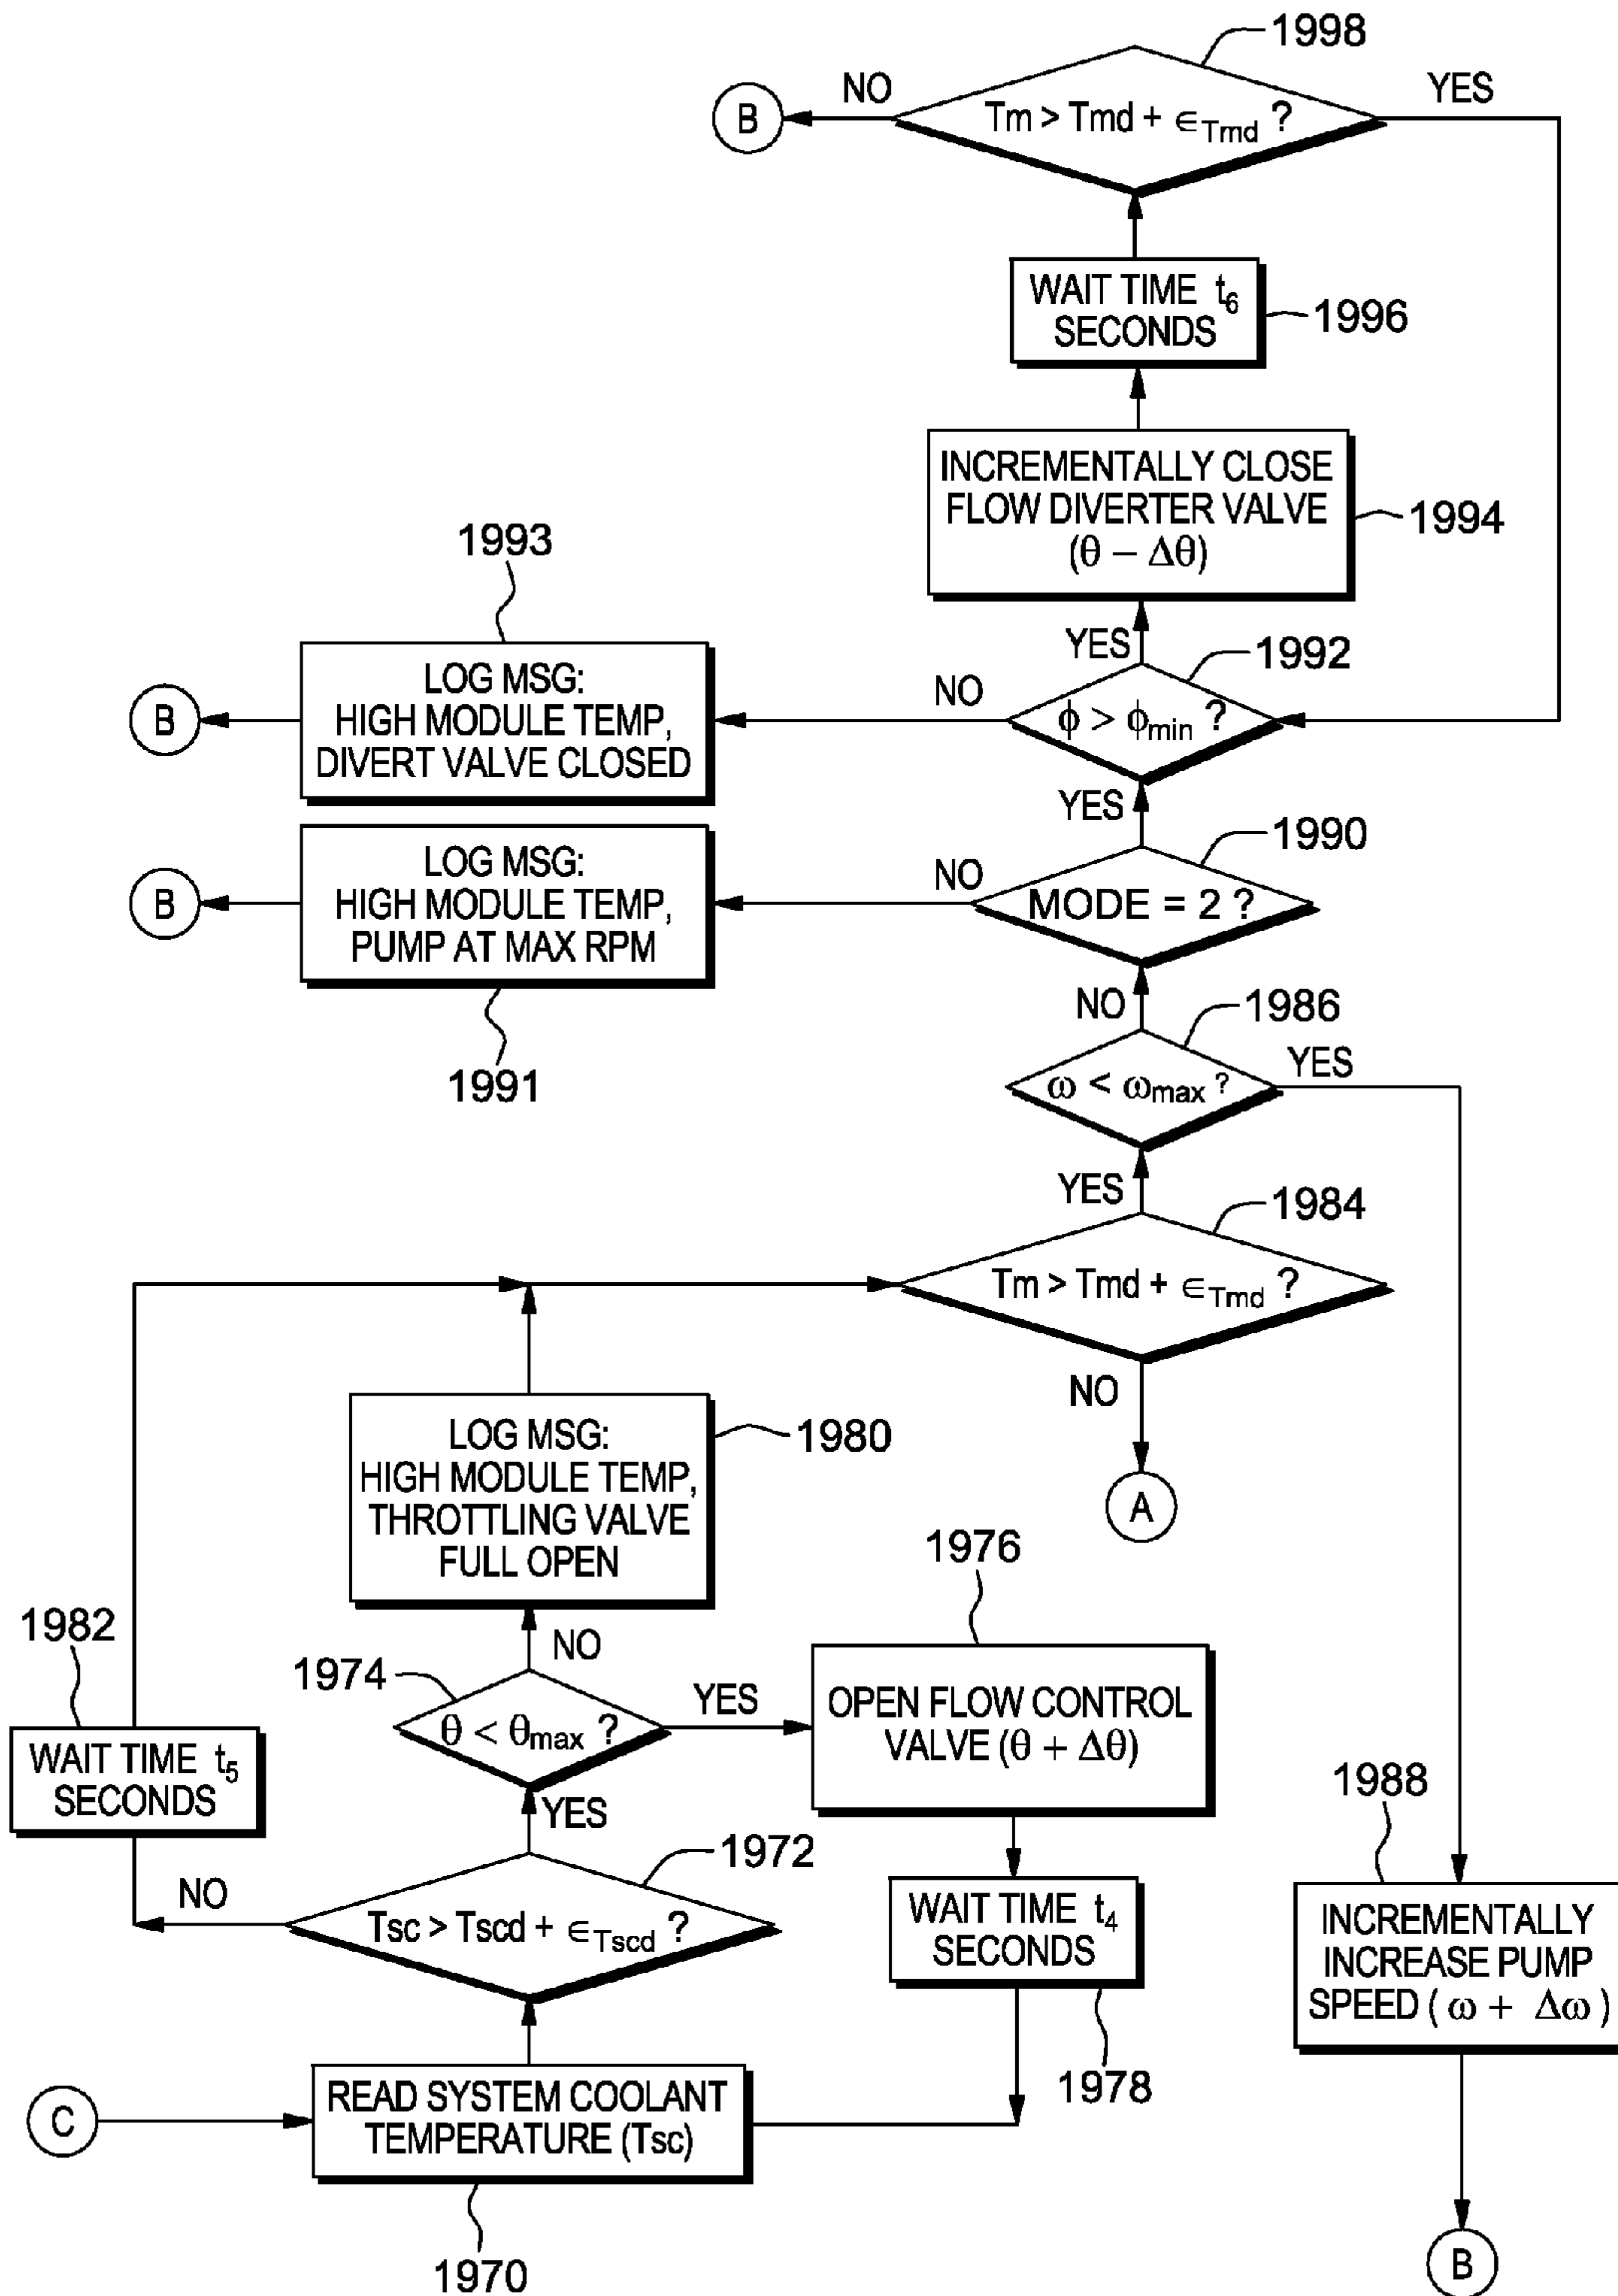 1998
NO
YES
B
Tm > Tmd + ∈Tmd ?
WAIT TIME t6
SECONDS
1996
INCREMENTALLY CLOSE
FLOW DIVERTER VALVE
(θ − Δθ)
1994
1993
YES
1992
LOG MSG:
HIGH MODULE TEMP,
DIVERT VALVE CLOSED
B
NO
ϕ > ϕmin ?
YES
1990
LOG MSG:
HIGH MODULE TEMP,
PUMP AT MAX RPM
B
NO
MODE = 2 ?
1991
NO
1986
YES
ω < ωmax ?
YES
1984
Tm > Tmd + ∈Tmd ?
NO
A
LOG MSG:
HIGH MODULE TEMP,
THROTTLING VALVE
FULL OPEN
1980
1976
1982
NO
1974
YES
θ < θmax ?
OPEN FLOW CONTROL
VALVE (θ + Δθ)
WAIT TIME t5
SECONDS
YES
1988
1972
NO
Tsc > Tscd + ∈Tscd ?
WAIT TIME t4
SECONDS
INCREMENTALLY
INCREASE PUMP
SPEED ( ω + Δω )
1978
C
READ SYSTEM COOLANT
TEMPERATURE (Tsc)
1970
B